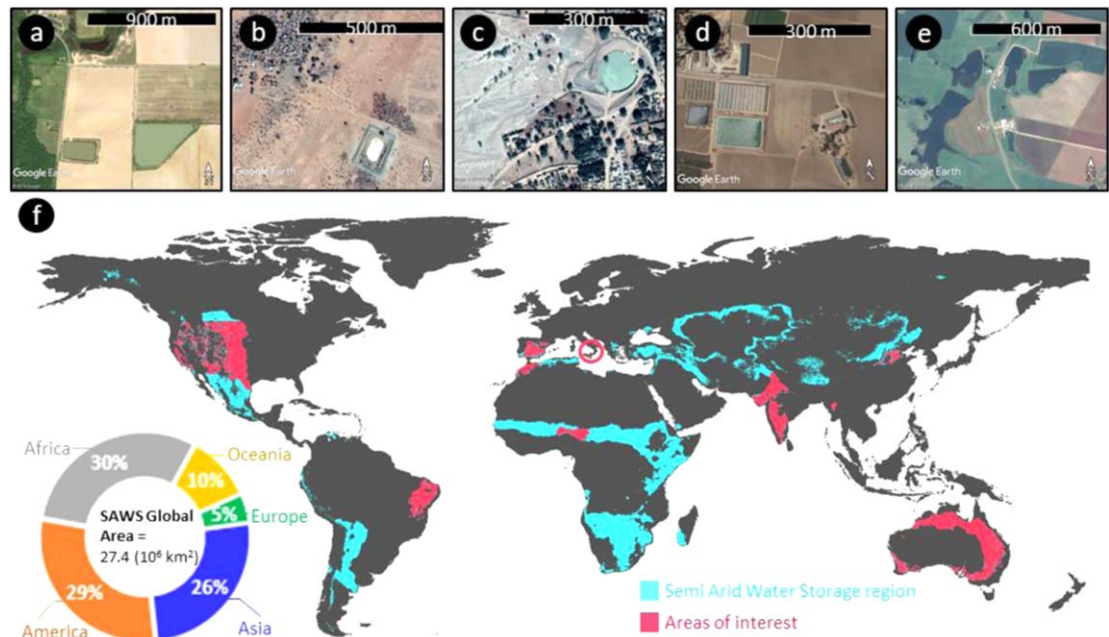 a
900 m
Google Earth
b
500 m
Google Earth
c
300 m
Google Earth
d
300 m
Google Earth
e
600 m
Google Earth
f
Africa
30%
Oceania
10%
5%
Europe
SAWS Global
Area =
27.4 (10⁶ km²)
29%
26%
America
Asia
Semi Arid Water Storage region
Areas of interest